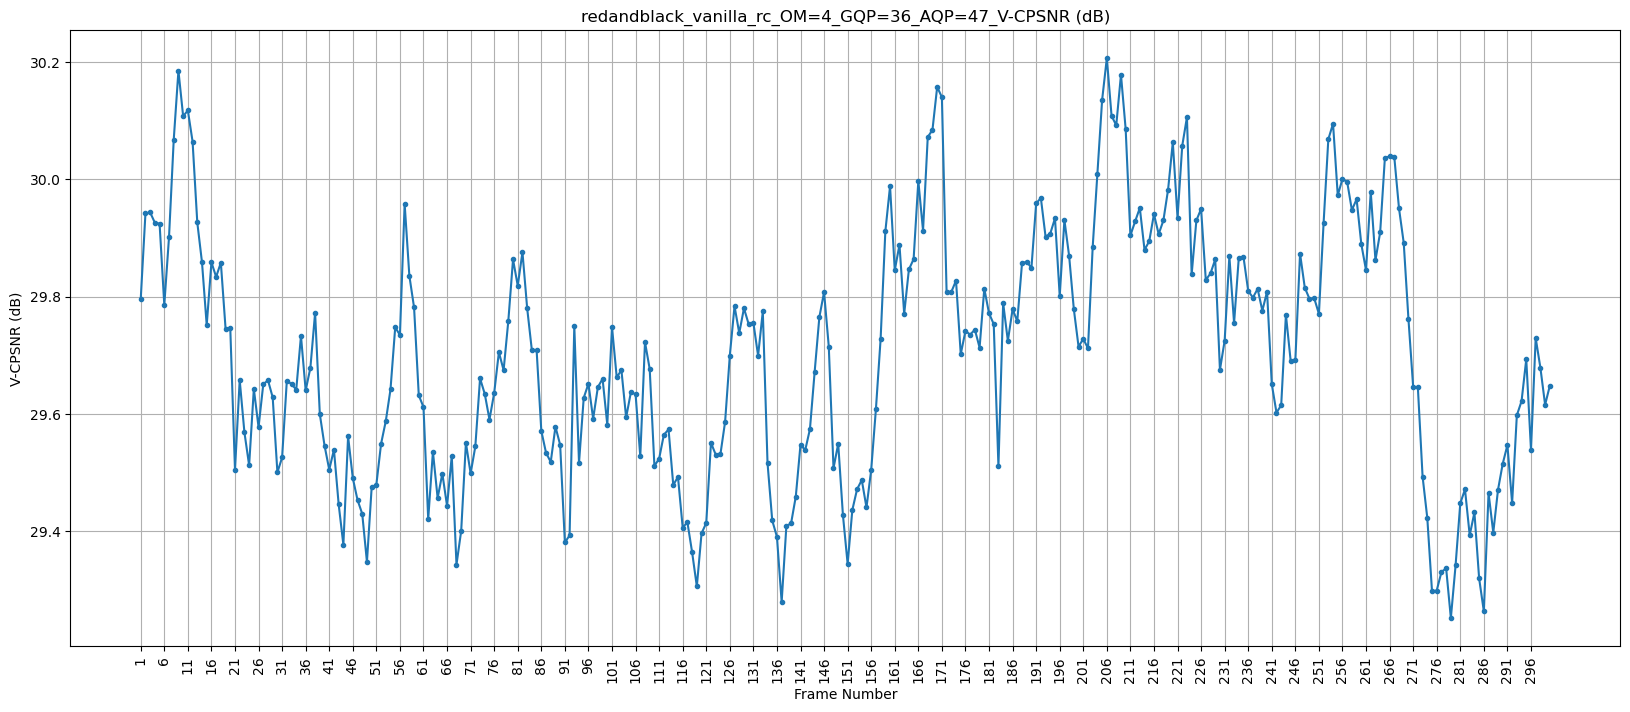 redandblack_vanilla_rc_OM=4_GQP=36_AQP=47_V-CPSNR (dB)
V-CPSNR (dB)
30.2
30.0
29.8
29.6
29.4
1 6 11 16 21 26 31 36 41 46 51 56 61 66 71 76 81 86 91 96 101 106 111 116 121 126 131 136 141 146 151 156 161 166 171 176 181 186 191 196 201 206 211 216 221 226 231 236 241 246 251 256 261 266 271 276 281 286 291 296
Frame Number